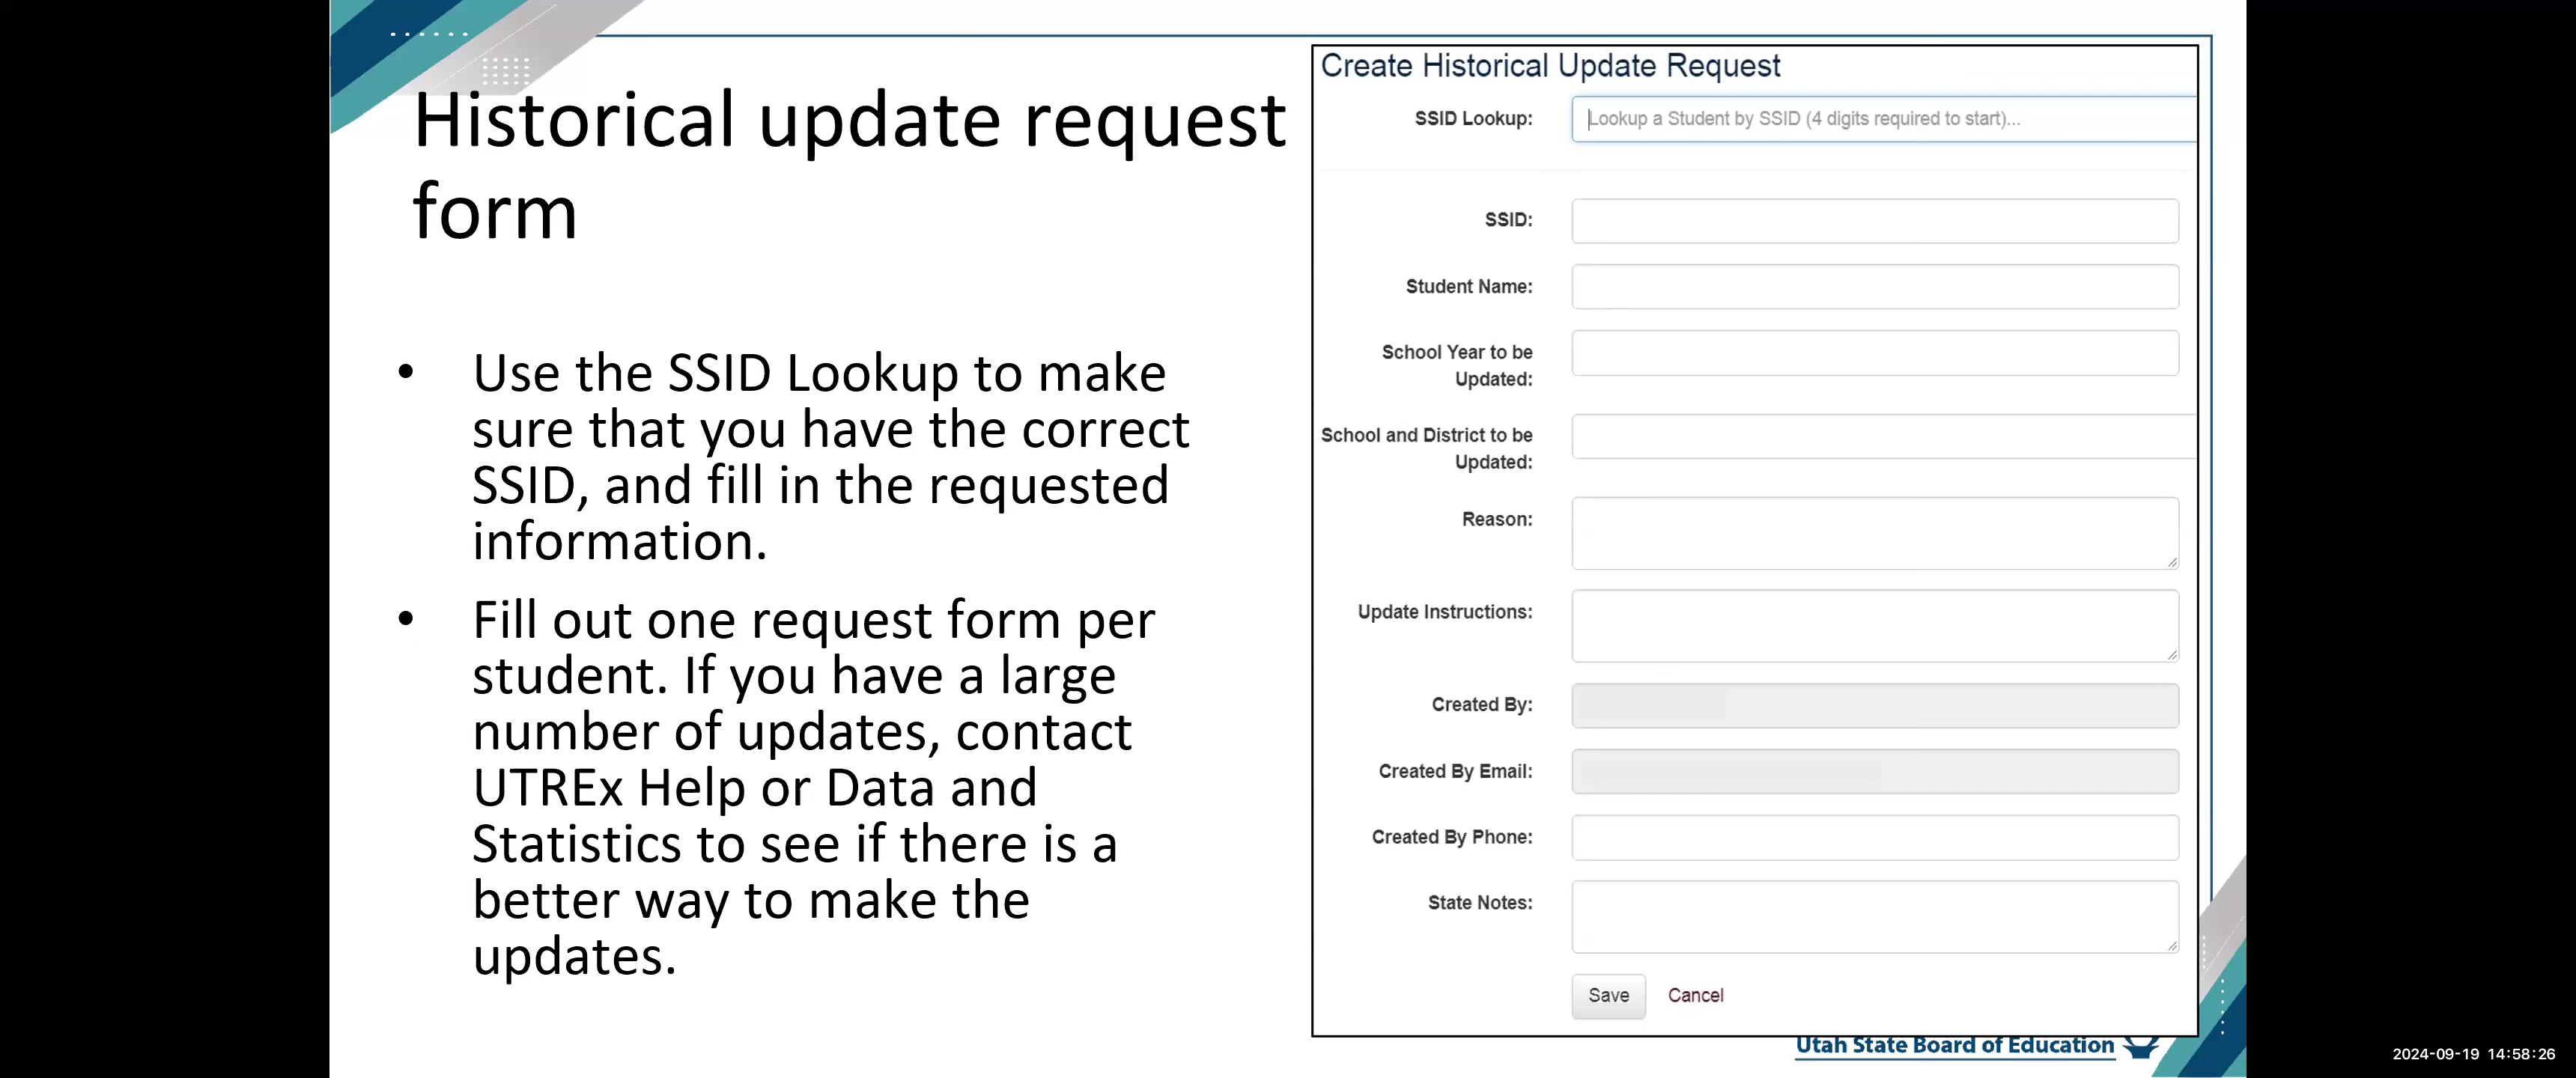 Historical update request
form
• Use the SSID Lookup to make
sure that you have the correct
SSID, and fill in the requested
information.
• Fill out one request form per
student. If you have a large
number of updates, contact
UTREx Help or Data and
Statistics to see if there is a
better way to make the
updates.
Create Historical Update Request
SSID Lookup: Lookup a Student by SSID (4 digits required to start)...
SSID:
Student Name:
School Year to be
Updated:
School and District to be
Updated:
Reason:
Update Instructions:
Created By:
Created By Email:
Created By Phone:
State Notes:
Save Cancel
Utah State Board of Education
2024-09-19 14:58:26